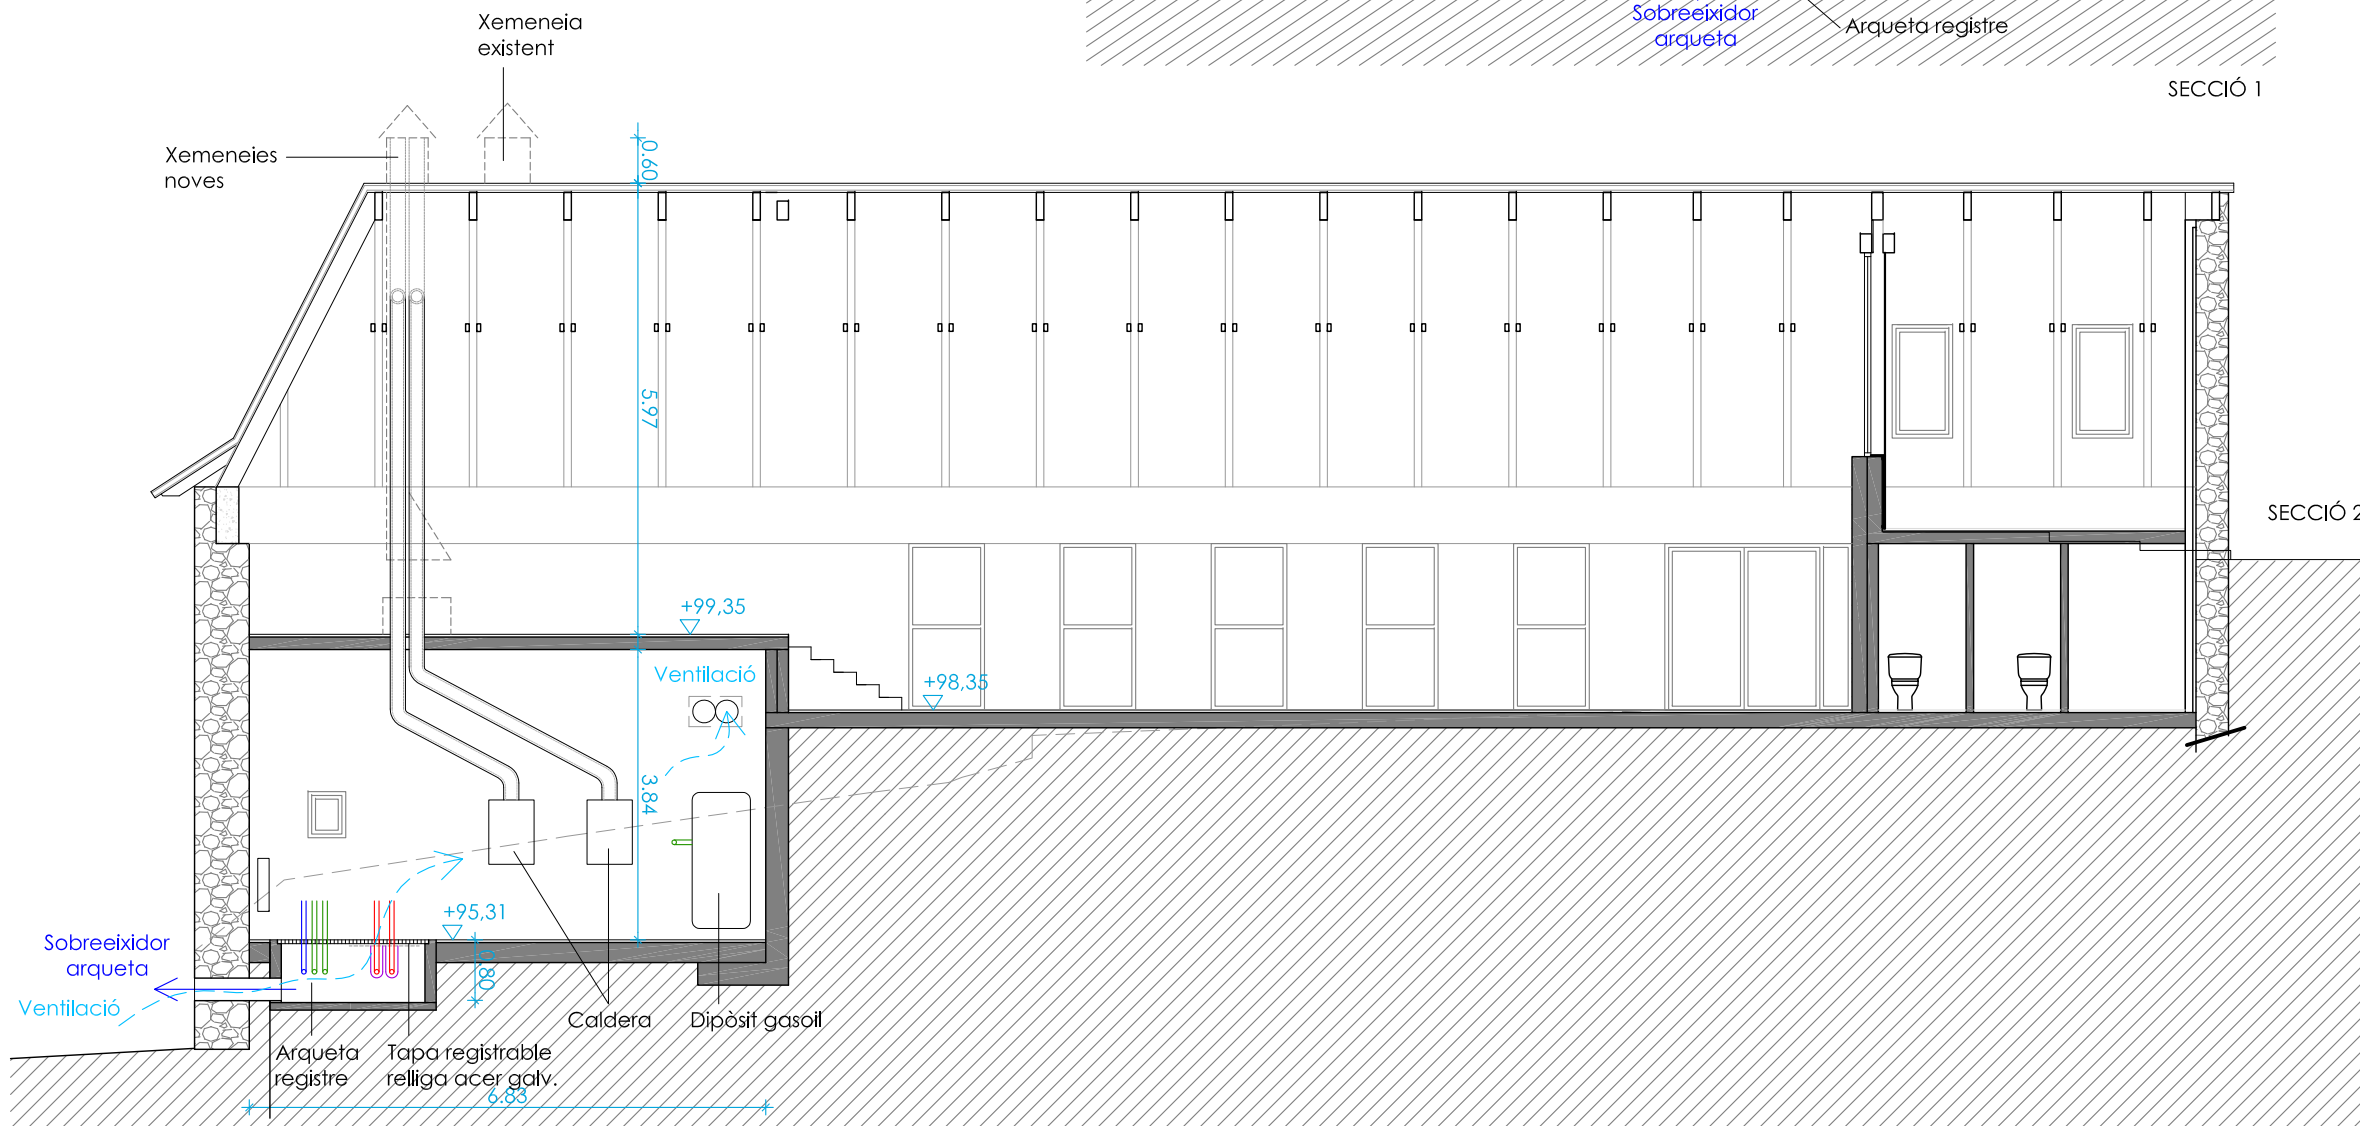 Xemeneia
existent
Sobreeixidor
arqueta
Arqueta registre
SECCIÓ 1
Xemeneies
noves
0.60
5.97
SECCIÓ 2
+99,35
Ventilació
+98,35
3.84
+95,31
Sobreeixidor
arqueta
Ventilació
0.80
Caldera
Dipòsit gasoil
Arqueta
registre
Tapa registrable
relliga acer galv.
6.83